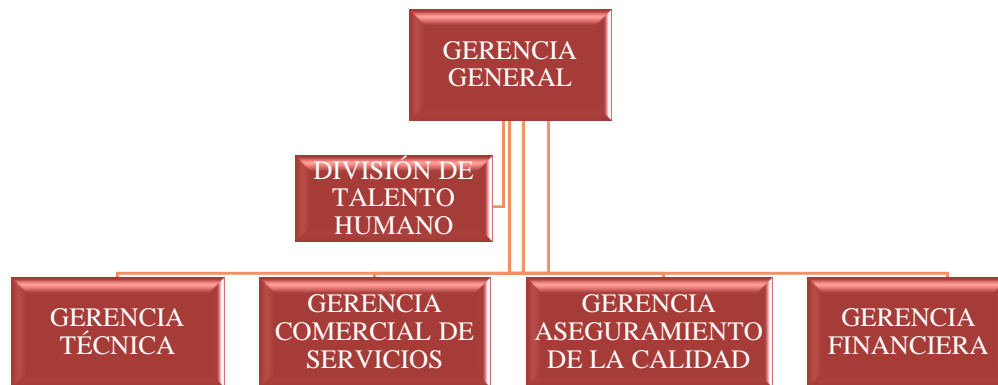 GERENCIA
GENERAL
DIVISIÓN DE
TALENTO
HUMANO
GERENCIA
TÉCNICA
GERENCIA
COMERCIAL DE
SERVICIOS
GERENCIA
ASEGURAMIENTO
DE LA CALIDAD
GERENCIA
FINANCIERA